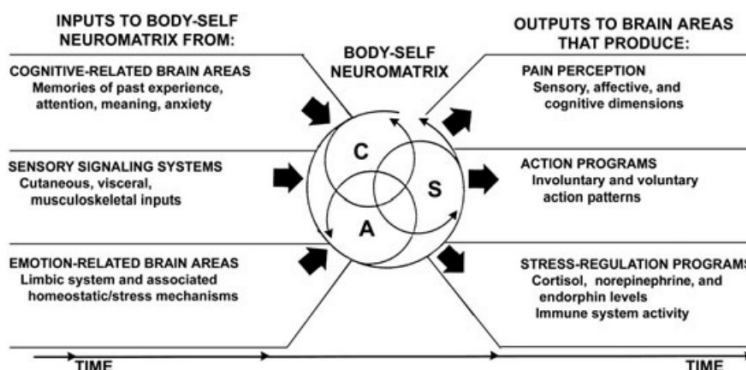 INPUTS TO BODY-SELF
NEUROMATRIX FROM:
COGNITIVE-RELATED BRAIN AREAS
Memories of past experience,
attention, meaning, anxiety
SENSORY SIGNALING SYSTEMS
Cutaneous, visceral,
musculoskeletal inputs
EMOTION-RELATED BRAIN AREAS
Limbic system and associated
homeostatic/stress mechanisms
BODY-SELF
NEUROMATRIX
C
S
A
OUTPUTS TO BRAIN AREAS
THAT PRODUCE:
PAIN PERCEPTION
Sensory, affective, and
cognitive dimensions
ACTION PROGRAMS
Involuntary and voluntary
action patterns
STRESS-REGULATION PROGRAMS
Cortisol, norepinephrine, and
endorphin levels
Immune system activity
TIME
TIME